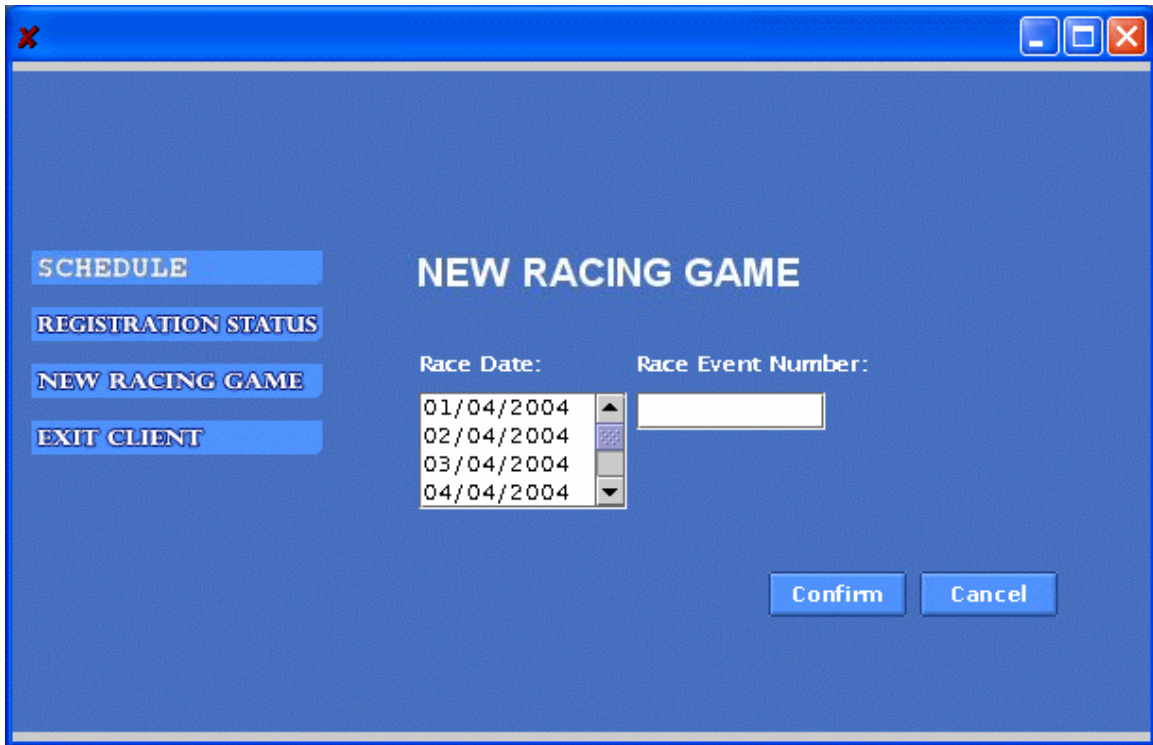 SCHEDULE
REGISTRATION STATUS
NEW RACING GAME
EXIT CLIENT
NEW RACING GAME
Race Date:
Race Event Number:
01/04/2004
02/04/2004
03/04/2004
04/04/2004
Confirm
Cancel